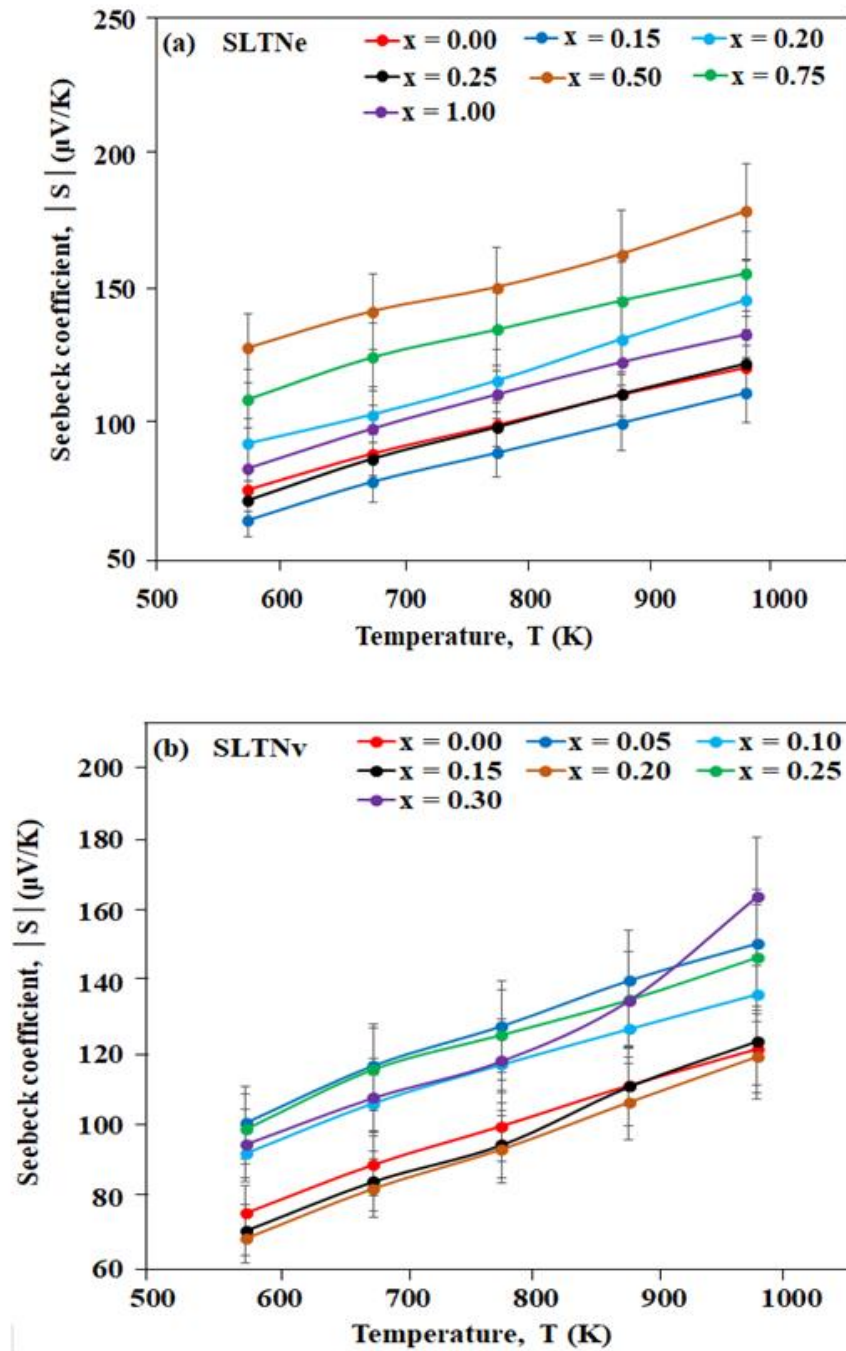 250
(a) SLTNe
x = 0.00 x = 0.15 x = 0.20
x = 0.25 x = 0.50 x = 0.75
x = 1.00
200
150
100
50
Seebeck coefficient, | S | (μV/K)
500 600 700 800 900 1000
Temperature, T (K)
(b) SLTNv
x = 0.00 x = 0.05 x = 0.10
x = 0.15 x = 0.20 x = 0.25
x = 0.30
200
180
160
140
120
100
80
60
Seebeck coefficient, | S | (μV/K)
500 600 700 800 900 1000
Temperature, T (K)